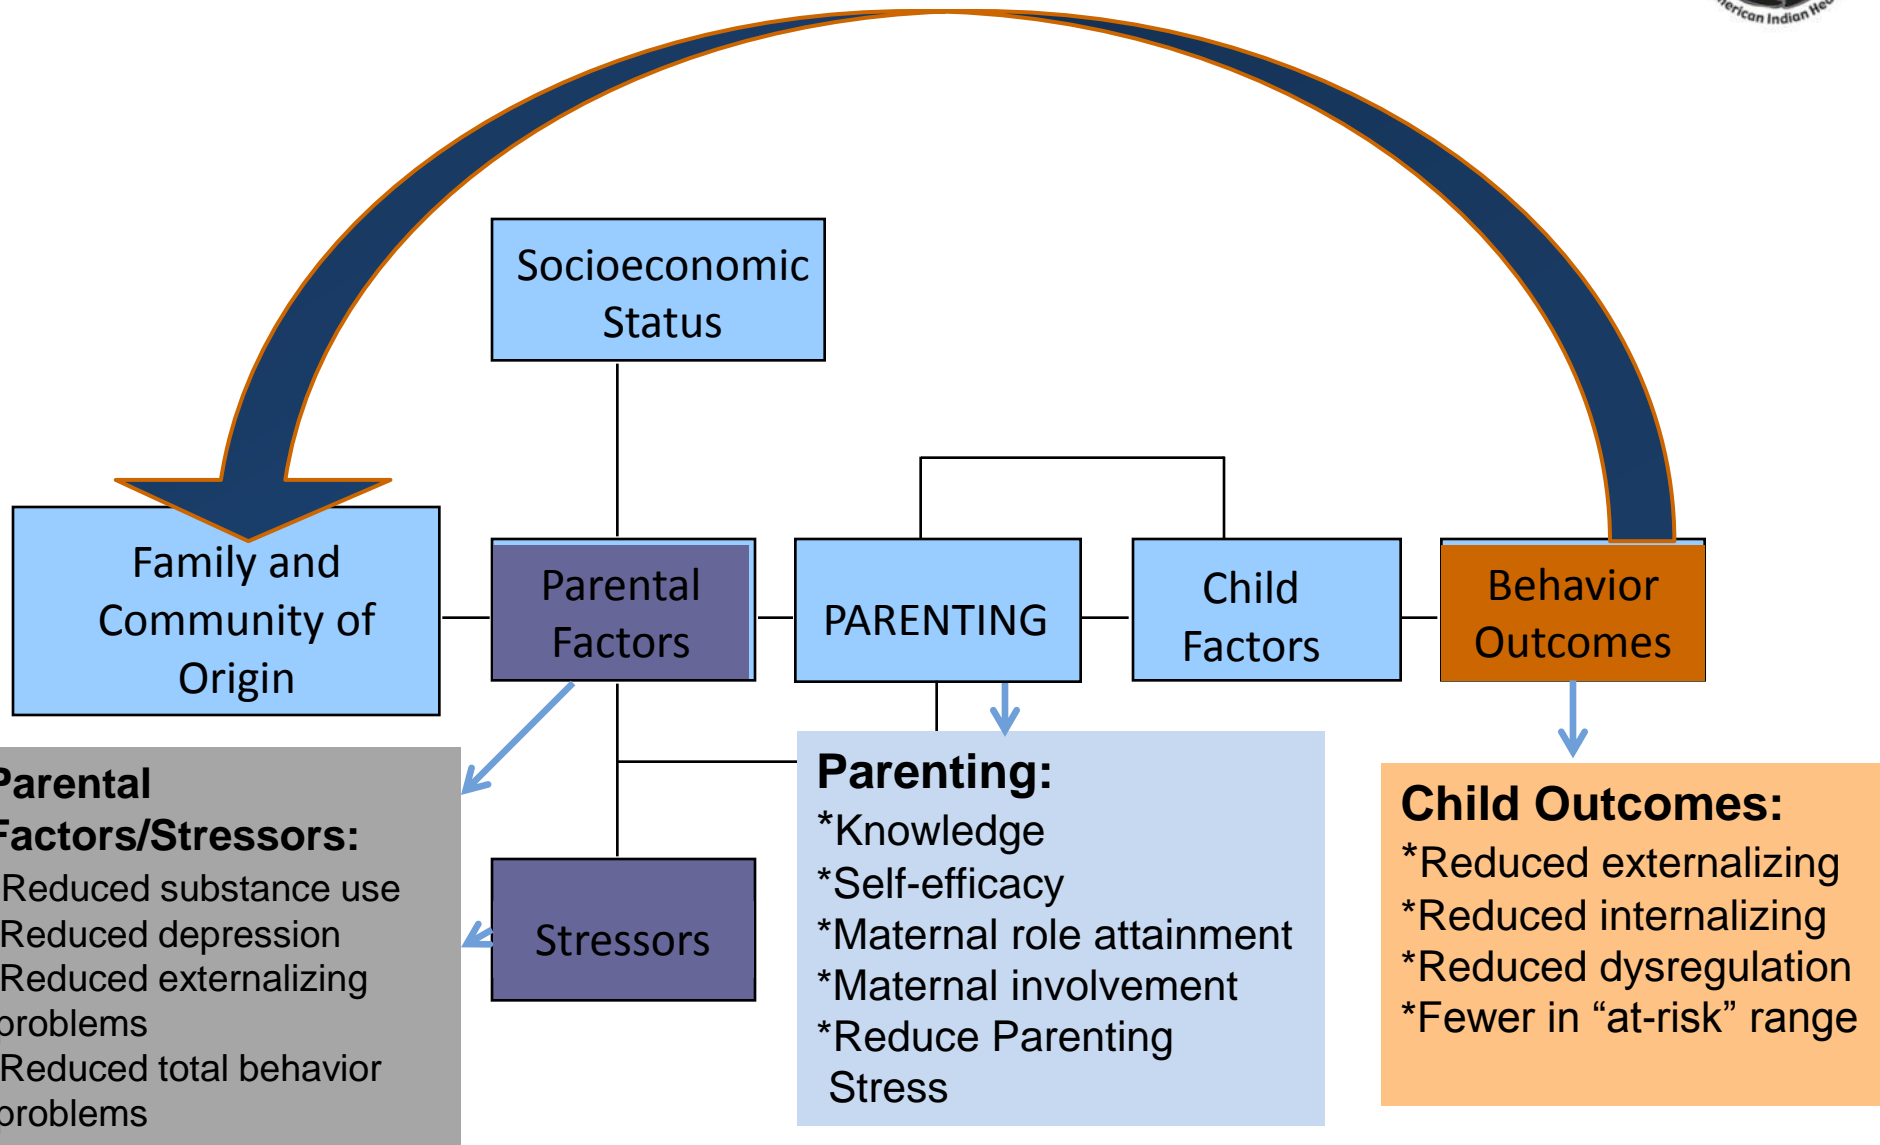 American Indian
Socioeconomic
Status
Family and
Community of
Origin
Parental
Factors
PARENTING
Child
Factors
Behavior
Outcomes
Parental
Factors/Stressors:
Reduced substance use
Reduced depression
Reduced externalizing
problems
Reduced total behavior
problems
Stressors
Parenting:
*Knowledge
*Self-efficacy
*Maternal role attainment
*Maternal involvement
*Reduce Parenting
Stress
Child Outcomes:
*Reduced externalizing
*Reduced internalizing
*Reduced dysregulation
*Fewer in “at-risk” range